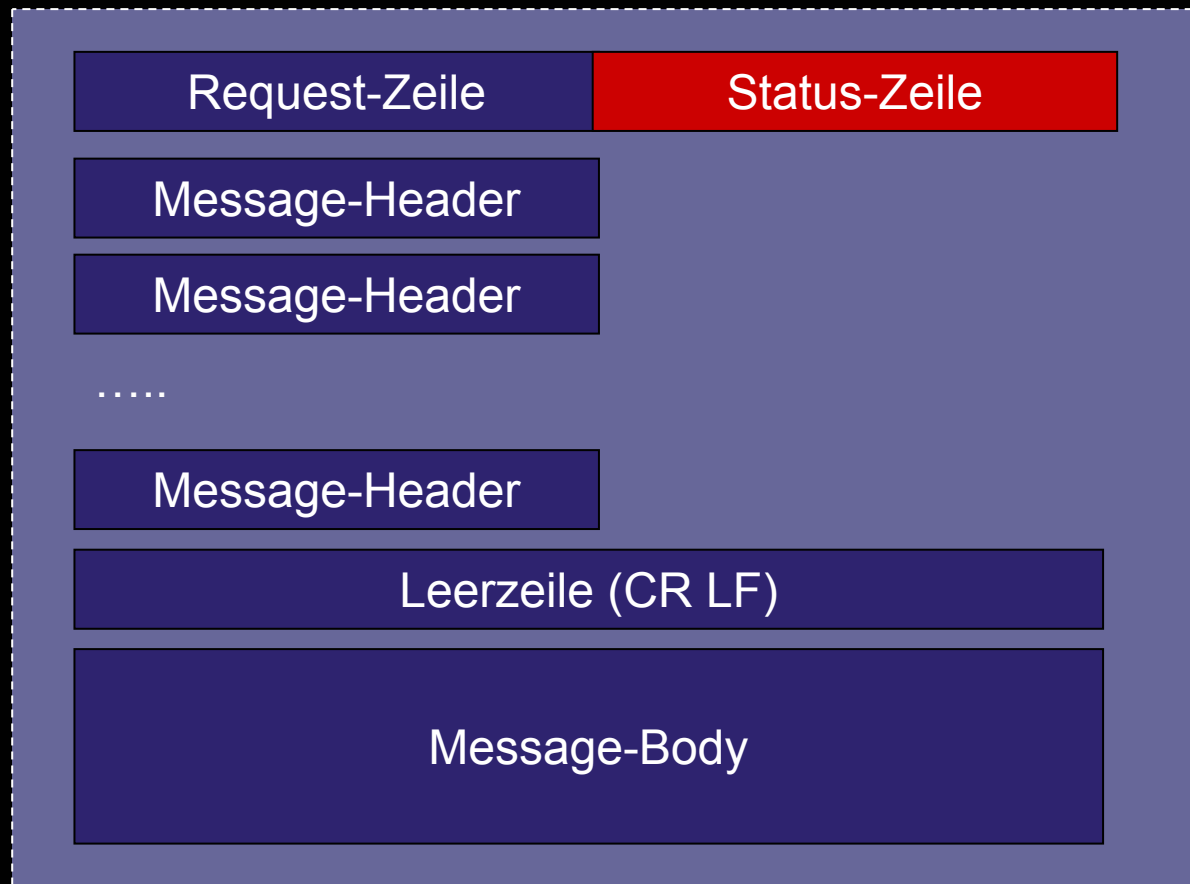 Request-Zeile Status-Zeile
Message-Header
Message-Header
…..
Message-Header
Leerzeile (CR LF)
Message-Body